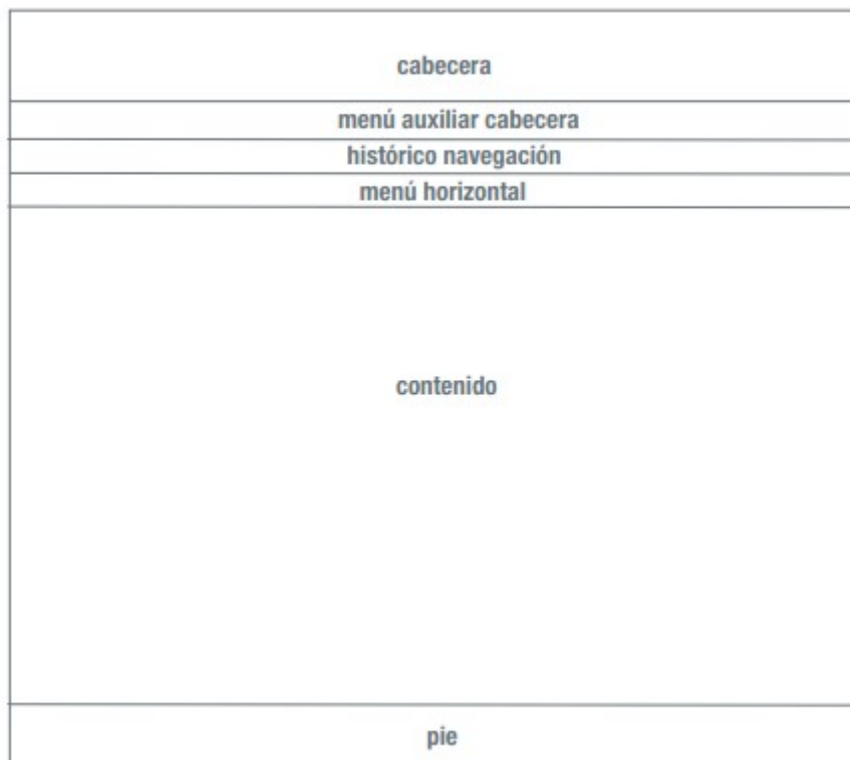 cabecera
menú auxiliar cabecera
histórico navegación
menú horizontal
contenido
pie